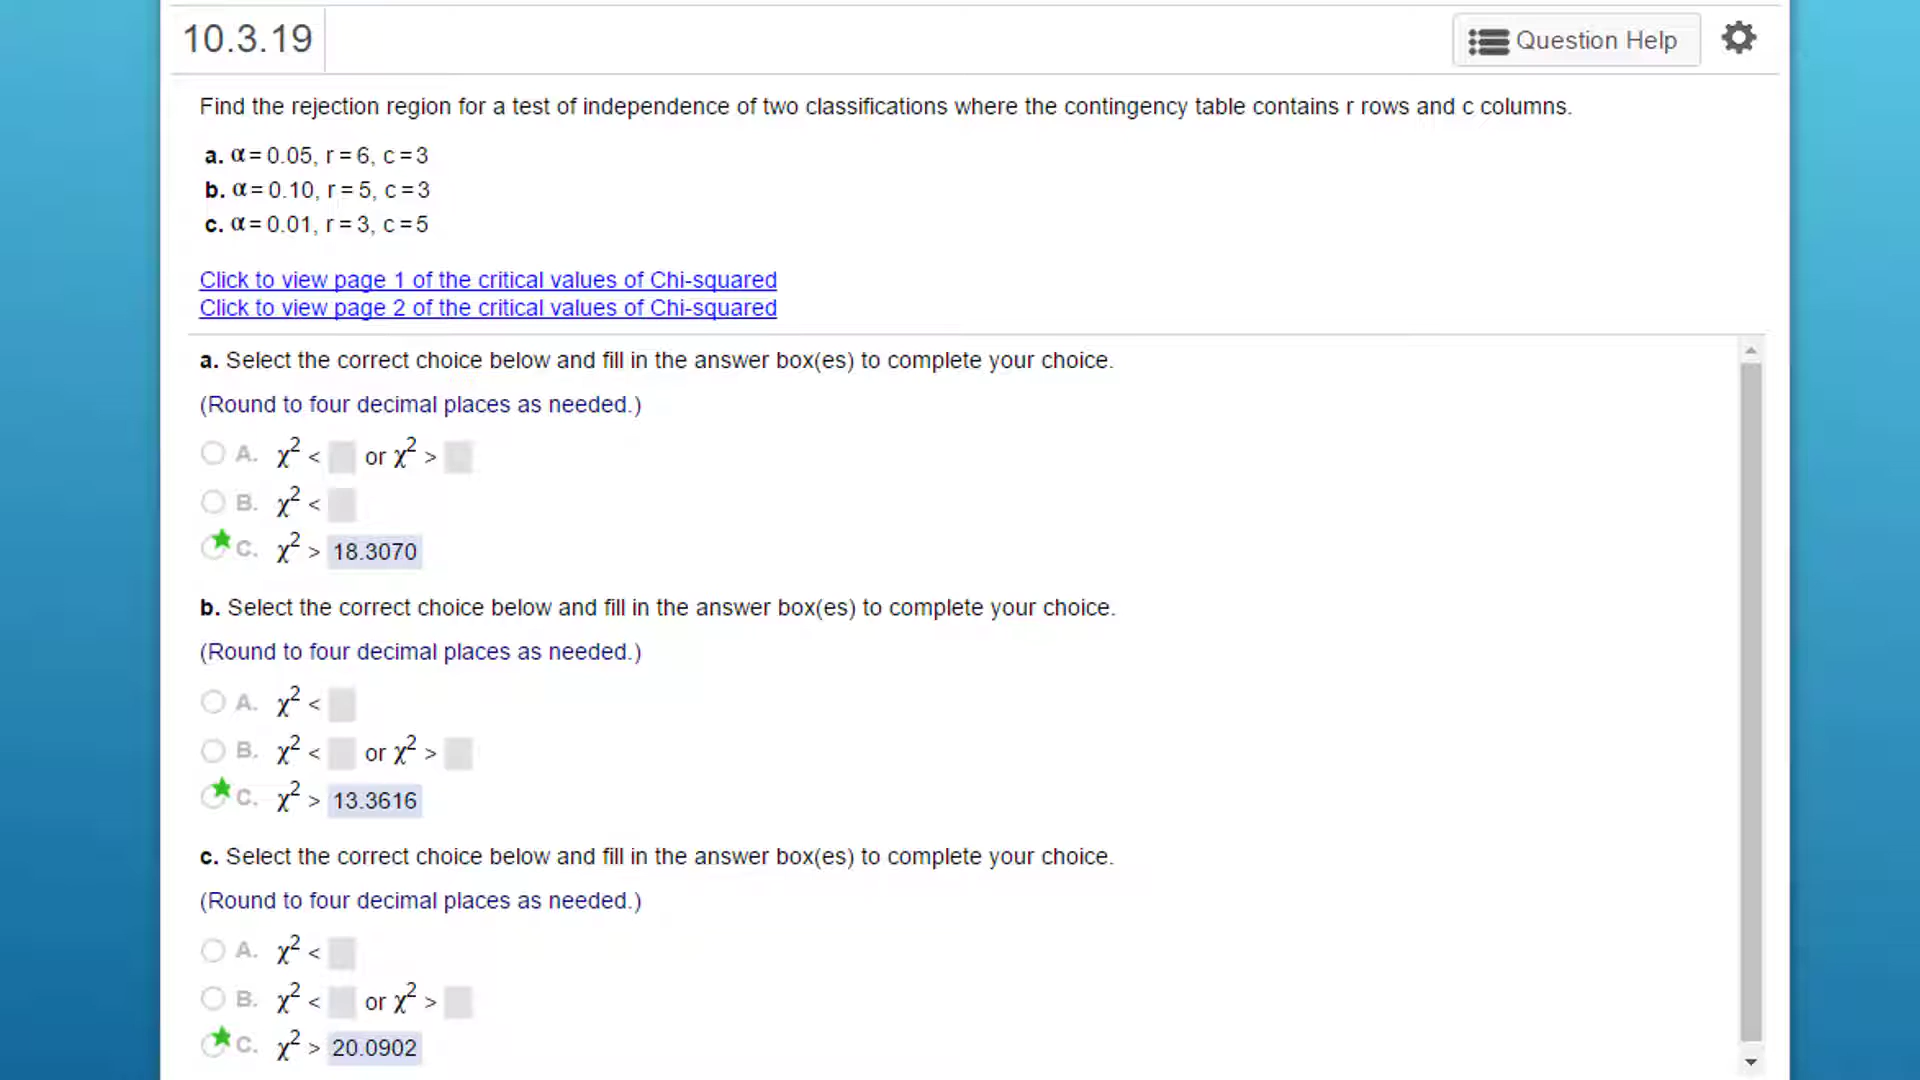 10.3.19
Question Help
Find the rejection region for a test of independence of two classifications where the contingency table contains r rows and c columns.
a. α = 0.05, r = 6, c = 3
b. α = 0.10, r = 5, c = 3
c. α = 0.01, r = 3, c = 5
Click to view page 1 of the critical values of Chi-squared
Click to view page 2 of the critical values of Chi-squared
a. Select the correct choice below and fill in the answer box(es) to complete your choice.
(Round to four decimal places as needed.)
A. χ² < or χ² >
B. χ² <
C. χ² > 18.3070
b. Select the correct choice below and fill in the answer box(es) to complete your choice.
(Round to four decimal places as needed.)
A. χ² <
B. χ² < or χ² >
C. χ² > 13.3616
c. Select the correct choice below and fill in the answer box(es) to complete your choice.
(Round to four decimal places as needed.)
A. χ² <
B. χ² < or χ² >
C. χ² > 20.0902